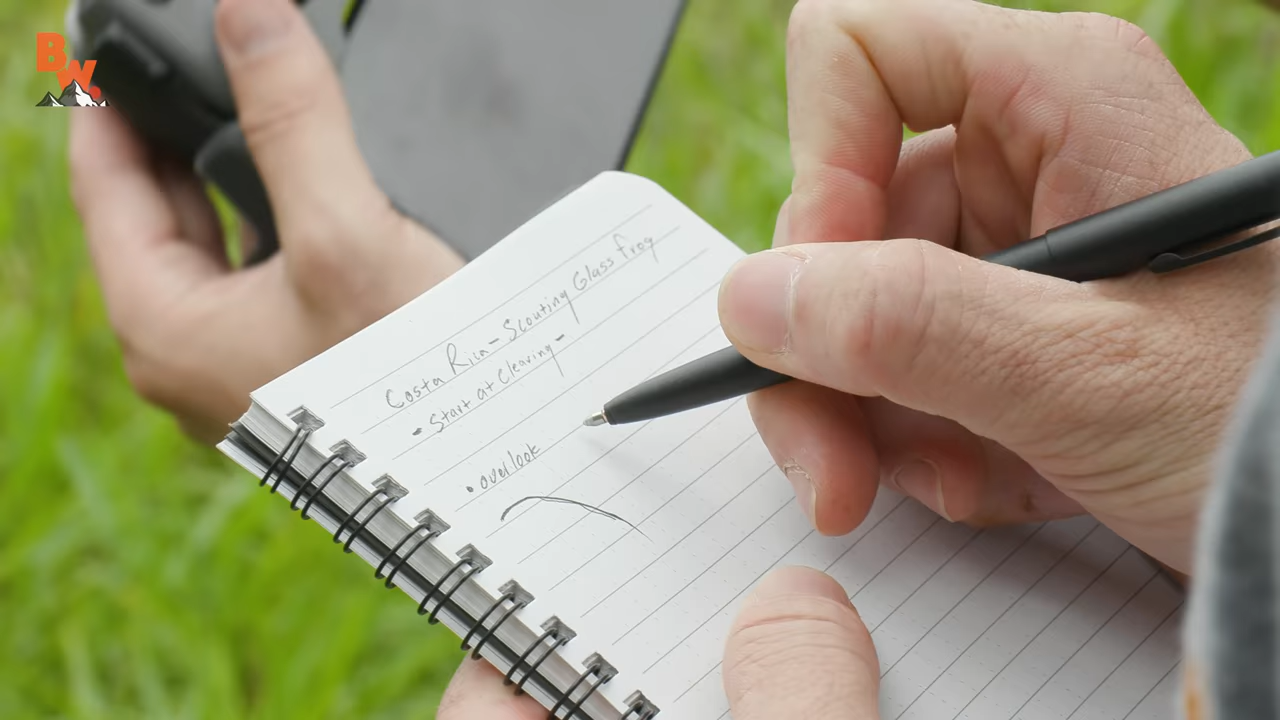 B.W.
Costa Rica - Scouting Glass Frog
• Start at Clearing -
• overlook